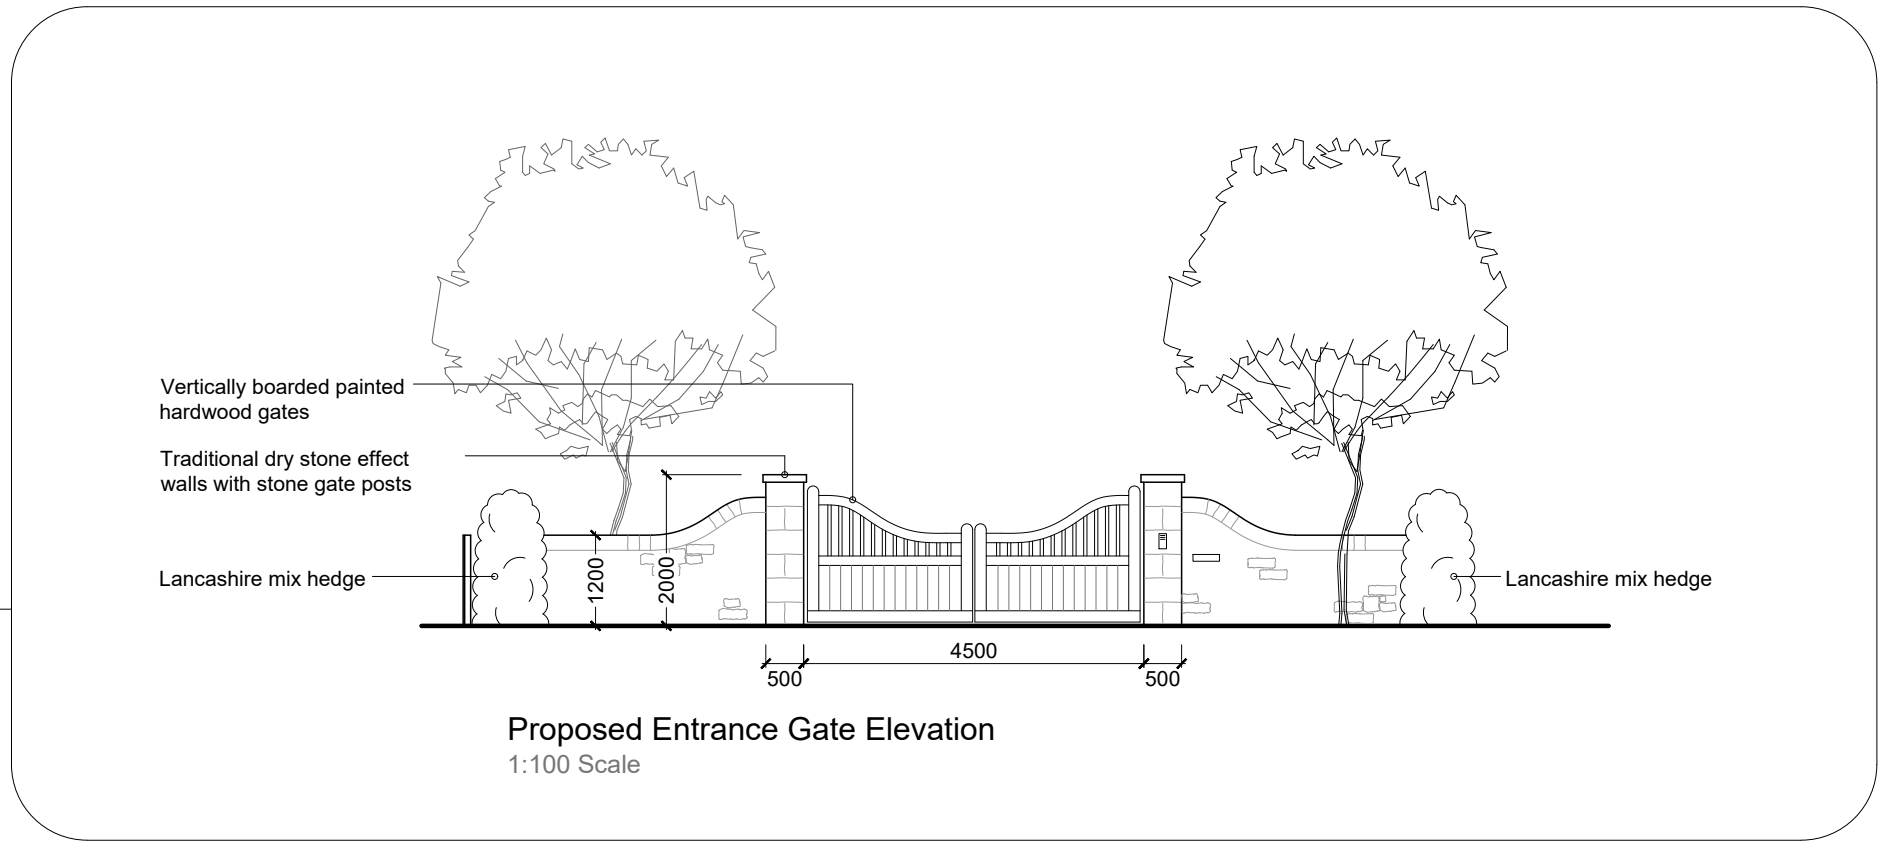 Vertically boarded painted
hardwood gates
Traditional dry stone effect
walls with stone gate posts
Lancashire mix hedge
1200
2000
Lancashire mix hedge
4500
500
500
Proposed Entrance Gate Elevation
1:100 Scale